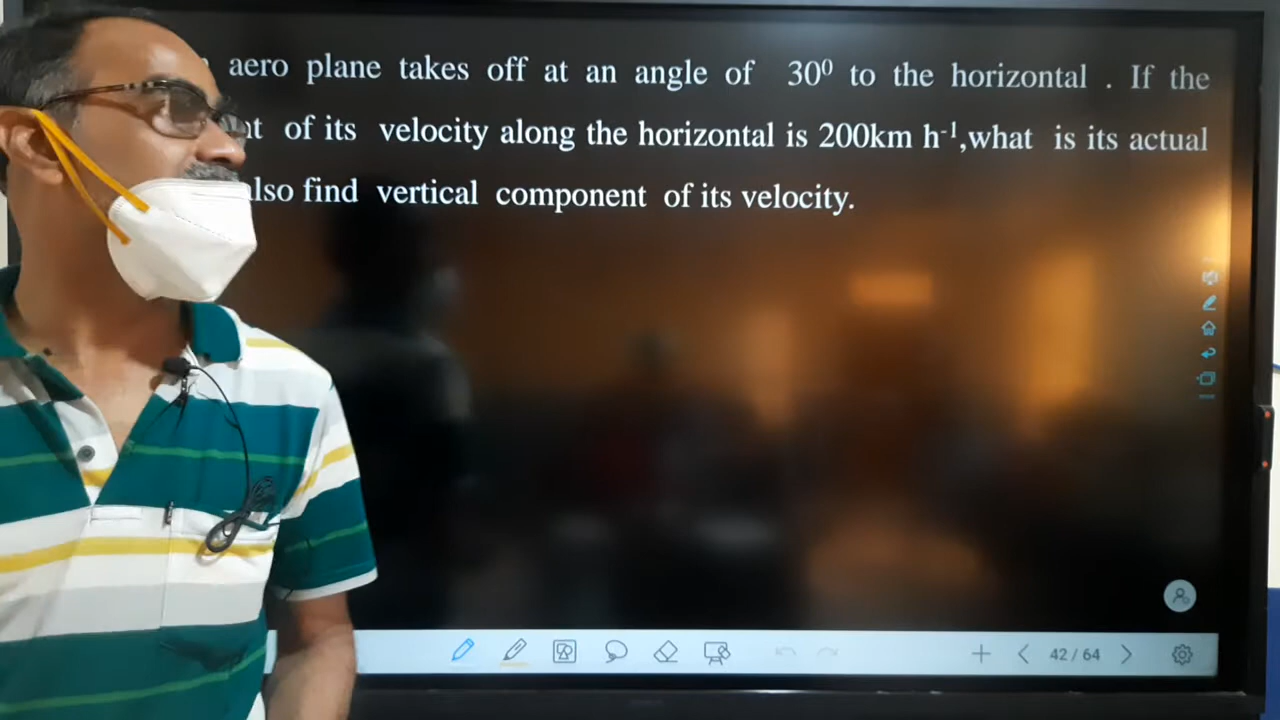 aero plane takes off at an angle of 30⁰ to the horizontal . If the
of its velocity along the horizontal is 200km h⁻¹,what is its actual
find vertical component of its velocity.
42 / 64